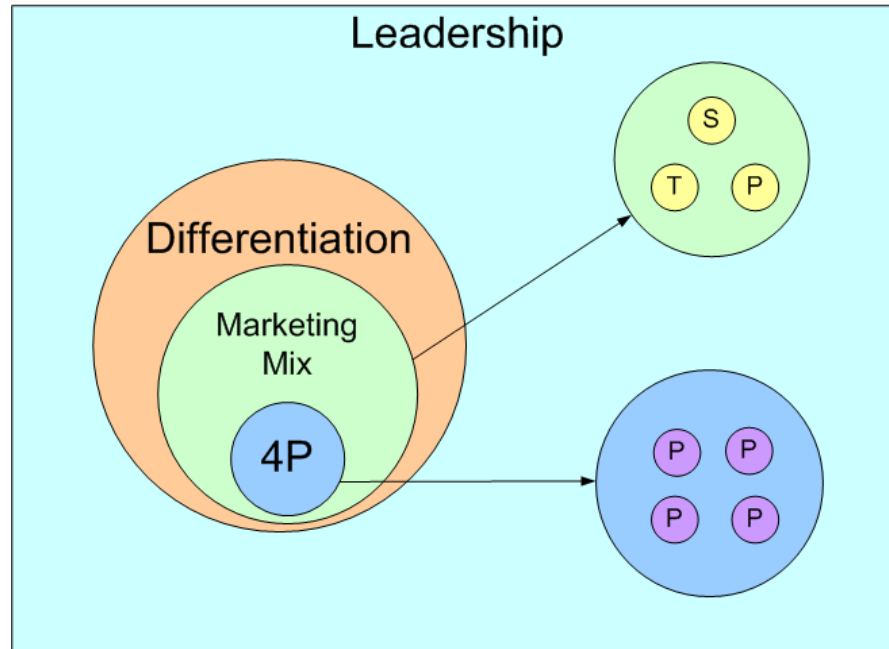 Leadership
S
T P
Differentiation
Marketing
Mix
4P
P P
P P